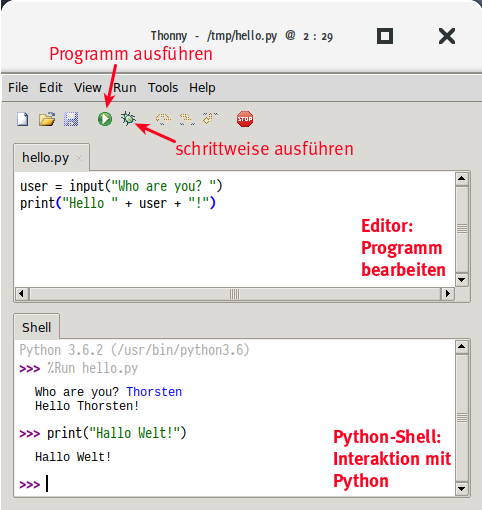 Thonny - /tmp/hello.py @ 2 : 29
Programm ausführen
File Edit View Run Tools Help
STOP
schrittweise ausführen
hello.py
user = input("Who are you? ")
print("Hello " + user + "!")
Editor:
Programm
bearbeiten
Shell
Python 3.6.2 (/usr/bin/python3.6)
>>> %Run hello.py
Who are you? Thorsten
Hello Thorsten!
>>> print("Hallo Welt!")
Hallo Welt!
>>>
Python-Shell:
Interaktion mit
Python